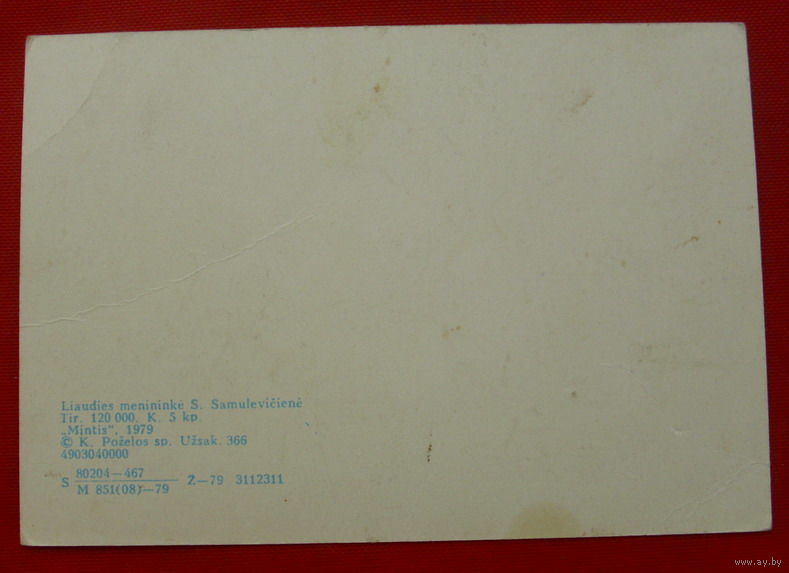 Liaudies menininkė S. Samulevičienė
Tir. 120 000. K. 5 kp.
„Mintis“, 1979
© K. Poželos sp. Užsak. 366
4903040000
S 80204—467
M 851(08)—79
Ž—79 3112311
www.ay.by